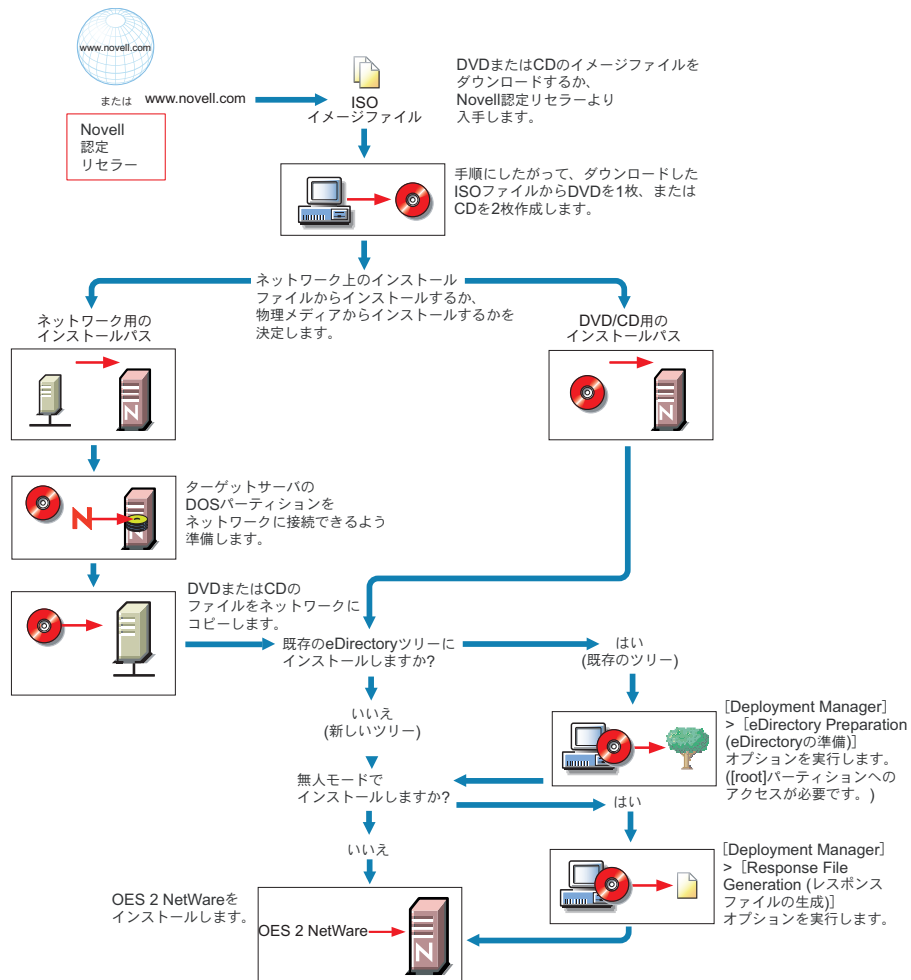 www.novell.com
または www.novell.com
Novell
認定
リセラー
ISO
イメージファイル
DVDまたはCDのイメージファイルを
ダウンロードするか、
Novell認定リセラーより
入手します。
手順にしたがって、ダウンロードした
ISOファイルからDVDを1枚、または
CDを2枚作成します。
ネットワーク上のインストール
ファイルからインストールするか、
物理メディアからインストールするかを
決定します。
ネットワーク用の
インストールパス
DVD/CD用の
インストールパス
N
N
N
ターゲットサーバの
DOSパーティションを
ネットワークに接続できるよう
準備します。
DVDまたはCDの
ファイルをネットワークに
コピーします。
既存のeDirectoryツリーに
インストールしますか?
はい
(既存のツリー)
いいえ
(新しいツリー)
［Deployment Manager］
>［eDirectory Preparation
(eDirectoryの準備)］
オプションを実行します。
([root]パーティションへの
アクセスが必要です。)
無人モードで
インストールしますか?
はい
いいえ
［Deployment Manager］
>［Response File
Generation (レスポンス
ファイルの生成)］
オプションを実行します。
OES 2 NetWareを
インストールします。
OES 2 NetWare
N